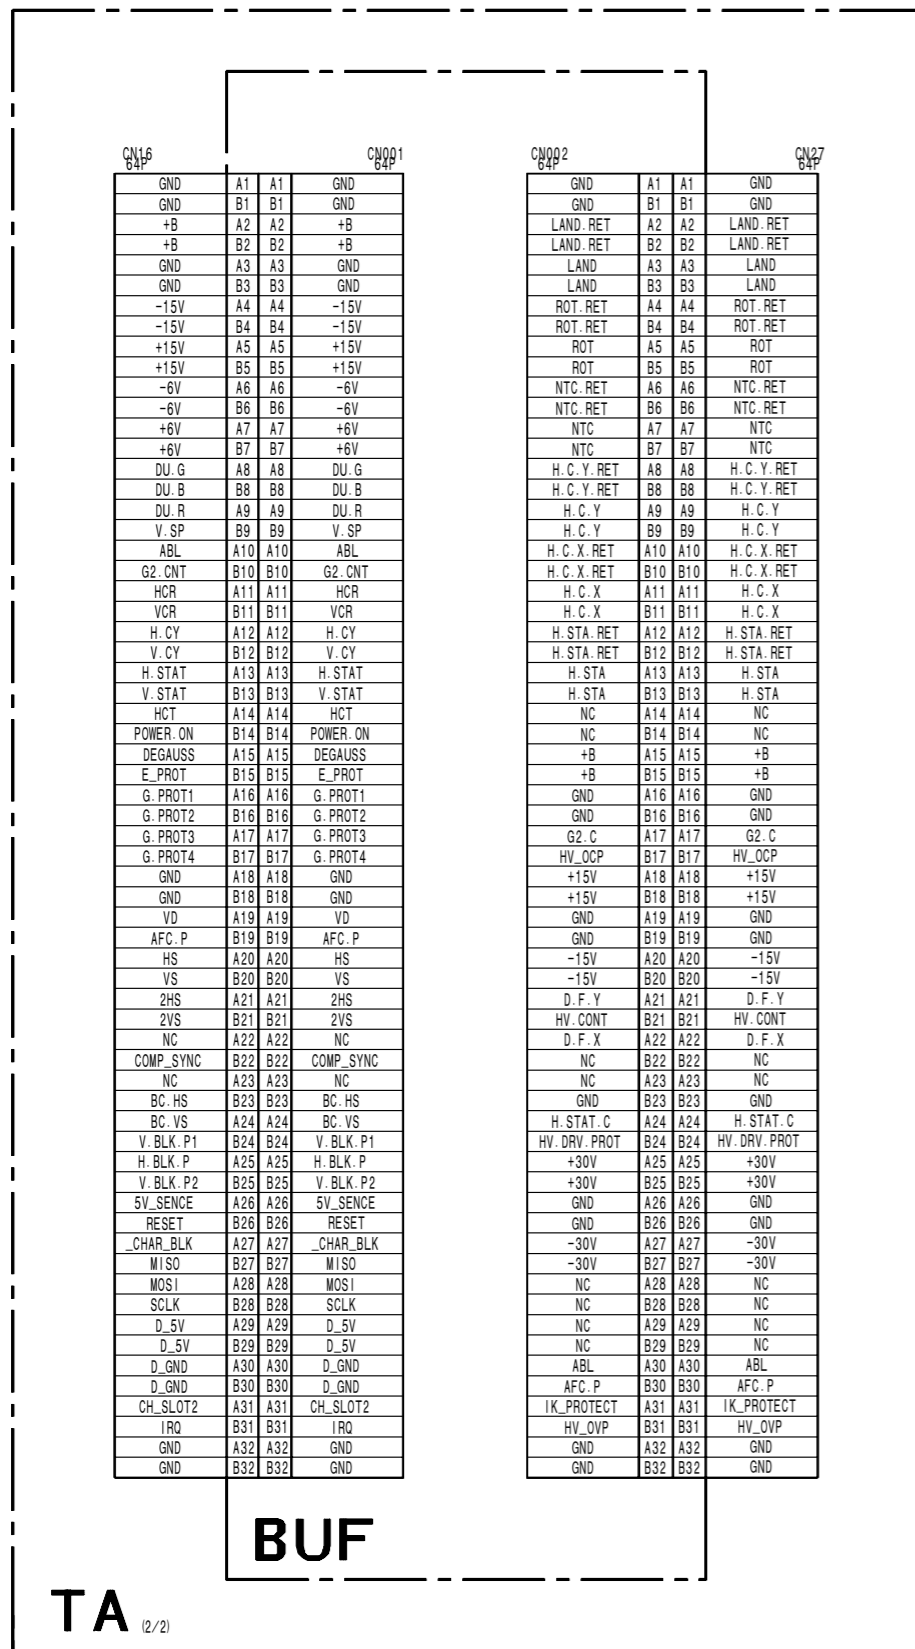 CN16 CN001 CN002 CN27
64P 64P 64P 64P
GND A1 A1 GND GND A1 A1 GND
GND B1 B1 GND GND B1 B1 GND
+B A2 A2 +B LAND.RET A2 A2 LAND.RET
+B B2 B2 +B LAND.RET B2 B2 LAND.RET
GND A3 A3 GND LAND A3 A3 LAND
GND B3 B3 GND LAND B3 B3 LAND
-15V A4 A4 -15V ROT.RET A4 A4 ROT.RET
-15V B4 B4 -15V ROT.RET B4 B4 ROT.RET
+15V A5 A5 +15V ROT A5 A5 ROT
+15V B5 B5 +15V ROT B5 B5 ROT
-6V A6 A6 -6V NTC.RET A6 A6 NTC.RET
-6V B6 B6 -6V NTC.RET B6 B6 NTC.RET
+6V A7 A7 +6V NTC A7 A7 NTC
+6V B7 B7 +6V NTC B7 B7 NTC
DU.G A8 A8 DU.G H.C.Y.RET A8 A8 H.C.Y.RET
DU.B B8 B8 DU.B H.C.Y.RET B8 B8 H.C.Y.RET
DU.R A9 A9 DU.R H.C.Y A9 A9 H.C.Y
V.SP B9 B9 V.SP H.C.Y B9 B9 H.C.Y
ABL A10 A10 ABL H.C.X.RET A10 A10 H.C.X.RET
G2.CNT B10 B10 G2.CNT H.C.X.RET B10 B10 H.C.X.RET
HCR A11 A11 HCR H.C.X A11 A11 H.C.X
VCR B11 B11 VCR H.C.X B11 B11 H.C.X
H.CY A12 A12 H.CY H.STA.RET A12 A12 H.STA.RET
V.CY B12 B12 V.CY H.STA.RET B12 B12 H.STA.RET
H.STAT A13 A13 H.STAT H.STA A13 A13 H.STA
V.STAT B13 B13 V.STAT H.STA B13 B13 H.STA
HCT A14 A14 HCT NC A14 A14 NC
POWER.ON B14 B14 POWER.ON NC B14 B14 NC
DEGAUSS A15 A15 DEGAUSS +B A15 A15 +B
E_PROT B15 B15 E_PROT +B B15 B15 +B
G.PROT1 A16 A16 G.PROT1 GND A16 A16 GND
G.PROT2 B16 B16 G.PROT2 GND B16 B16 GND
G.PROT3 A17 A17 G.PROT3 G2.C A17 A17 G2.C
G.PROT4 B17 B17 G.PROT4 HV_OCP B17 B17 HV_OCP
GND A18 A18 GND +15V A18 A18 +15V
GND B18 B18 GND +15V B18 B18 +15V
VD A19 A19 VD GND A19 A19 GND
AFC.P B19 B19 AFC.P GND B19 B19 GND
HS A20 A20 HS -15V A20 A20 -15V
VS B20 B20 VS -15V B20 B20 -15V
2HS A21 A21 2HS D.F.Y A21 A21 D.F.Y
2VS B21 B21 2VS HV.CONT B21 B21 HV.CONT
NC A22 A22 NC D.F.X A22 A22 D.F.X
COMP_SYNC B22 B22 COMP_SYNC NC B22 B22 NC
NC A23 A23 NC NC A23 A23 NC
BC.HS B23 B23 BC.HS GND B23 B23 GND
BC.VS A24 A24 BC.VS H.STAT.C A24 A24 H.STAT.C
V.BLK.P1 B24 B24 V.BLK.P1 HV.DRV.PROT B24 B24 HV.DRV.PROT
H.BLK.P A25 A25 H.BLK.P +30V A25 A25 +30V
V.BLK.P2 B25 B25 V.BLK.P2 +30V B25 B25 +30V
5V_SENCE A26 A26 5V_SENCE GND A26 A26 GND
RESET B26 B26 RESET GND B26 B26 GND
_CHAR_BLK A27 A27 _CHAR_BLK -30V A27 A27 -30V
MISO B27 B27 MISO -30V B27 B27 -30V
MOSI A28 A28 MOSI NC A28 A28 NC
SCLK B28 B28 SCLK NC B28 B28 NC
D_5V A29 A29 D_5V NC A29 A29 NC
D_5V B29 B29 D_5V NC B29 B29 NC
D_GND A30 A30 D_GND ABL A30 A30 ABL
D_GND B30 B30 D_GND AFC.P B30 B30 AFC.P
CH_SLOT2 A31 A31 CH_SLOT2 IK_PROTECT A31 A31 IK_PROTECT
IRQ B31 B31 IRQ HV_OVP B31 B31 HV_OVP
GND A32 A32 GND GND A32 A32 GND
GND B32 B32 GND GND B32 B32 GND
BUF
TA (2/2)